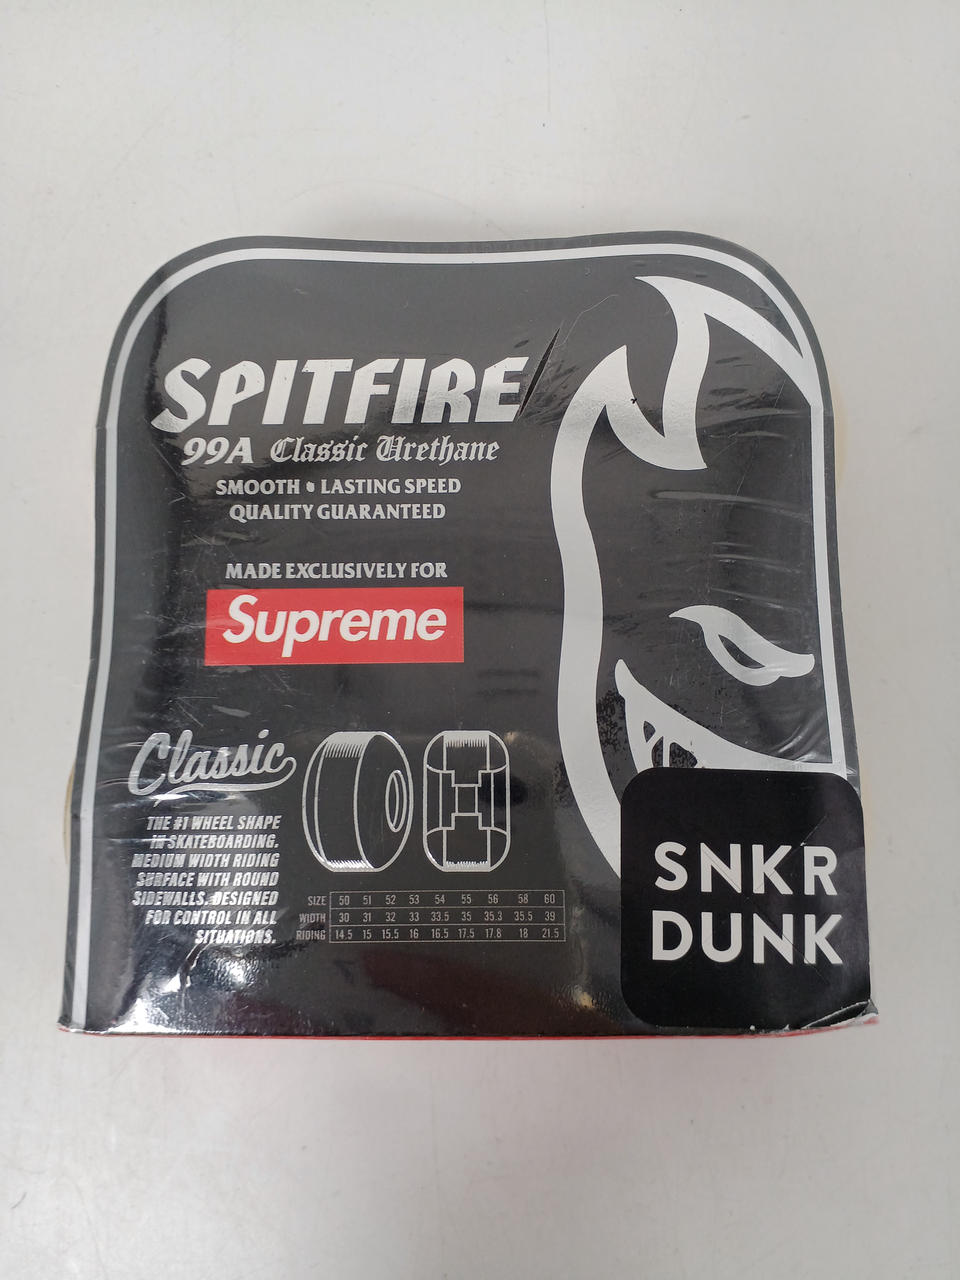 SPITFIRE
99A Classic Urethane
SMOOTH • LASTING SPEED
QUALITY GUARANTEED
MADE EXCLUSIVELY FOR
Supreme
Classic
THE #1 WHEEL SHAPE
IN SKATEBOARDING.
MEDIUM WIDTH RIDING
SURFACE WITH ROUND
SIDEWALLS. DESIGNED
FOR CONTROL IN ALL
SITUATIONS.
SIZE 50 51 52 53 54 55 56 58 60
WIDTH 30 31 32 33 33.5 35 35.3 35.5 39
RIDING 14.5 15 15.5 16 16.5 17.5 17.8 18 21.5
SNKR
DUNK